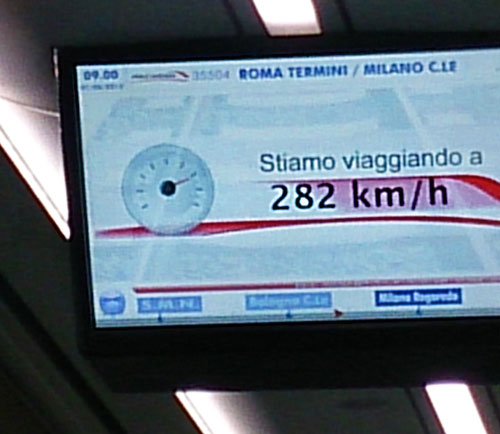 09.00 35504 ROMA TERMINI / MILANO C.LE
Stiamo viaggiando a
282 km/h
S.M.N. Bologna C.Le Milano Rogoredo